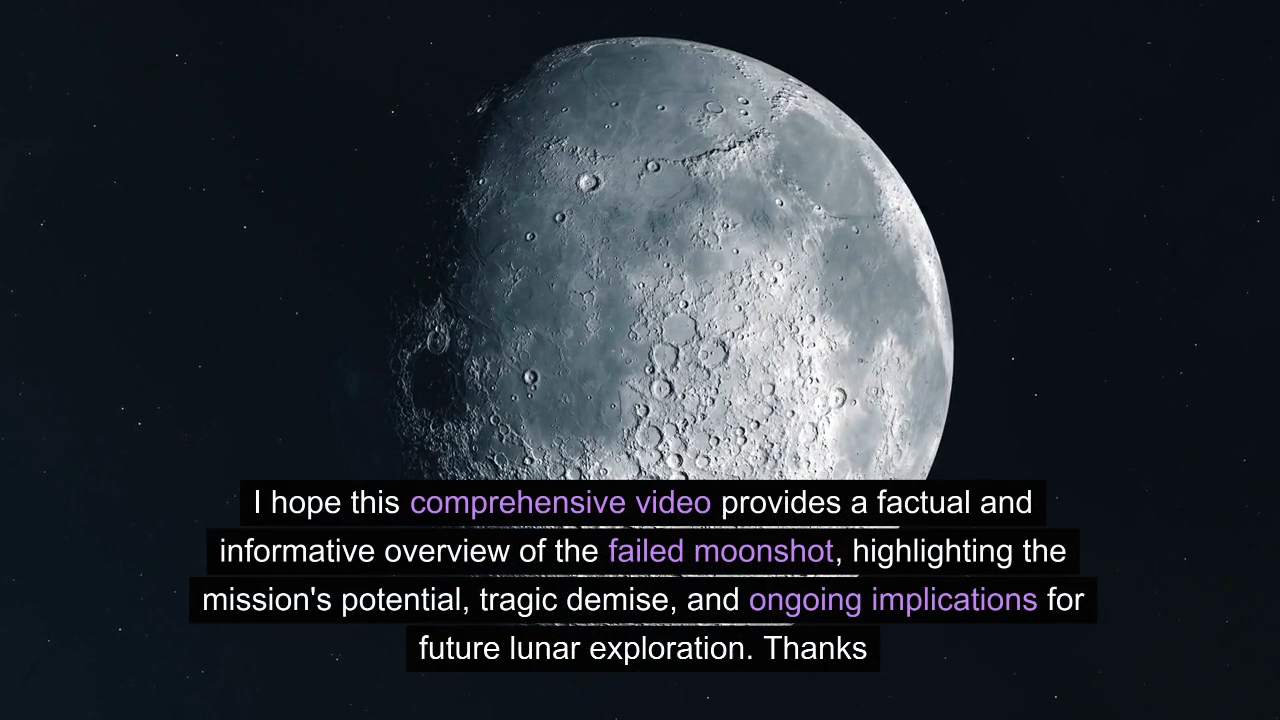 I hope this comprehensive video provides a factual and
informative overview of the failed moonshot, highlighting the
mission's potential, tragic demise, and ongoing implications for
future lunar exploration. Thanks